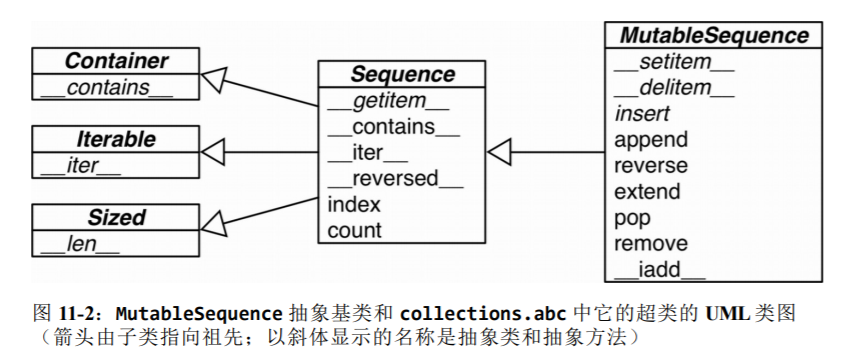 Container
__contains__
Iterable
__iter__
Sized
__len__
Sequence
__getitem__
__contains__
__iter__
__reversed__
index
count
MutableSequence
__setitem__
__delitem__
insert
append
reverse
extend
pop
remove
__iadd__
图 11-2：MutableSequence 抽象基类和 collections.abc 中它的超类的 UML 类图
（箭头由子类指向祖先；以斜体显示的名称是抽象类和抽象方法）